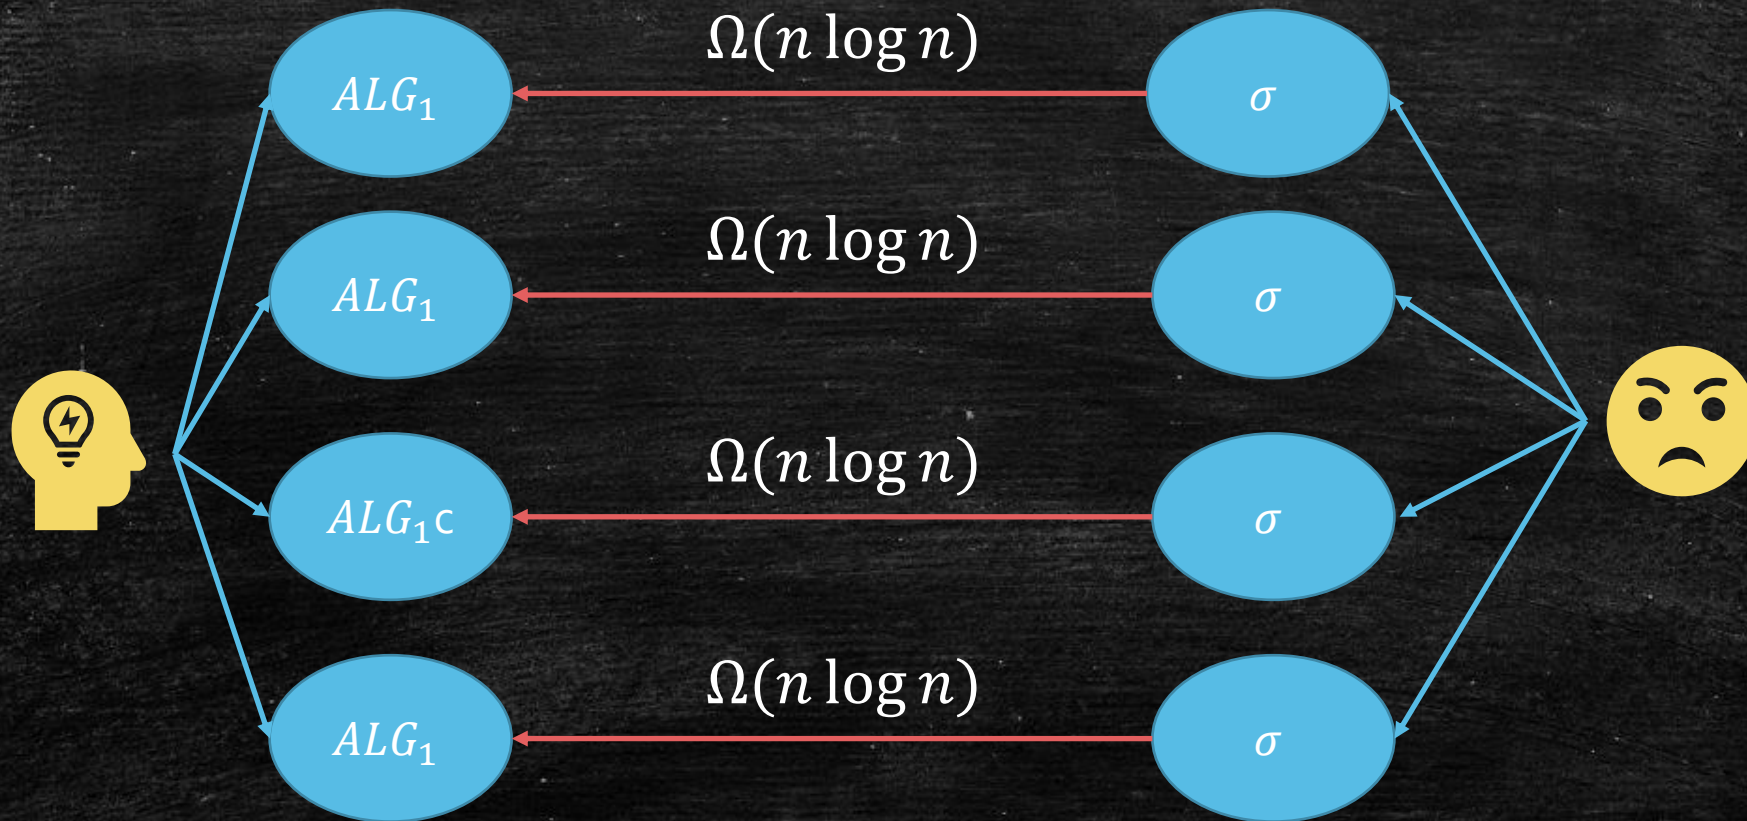 Ω(n log n)
ALG₁ σ
Ω(n log n)
ALG₁ σ
Ω(n log n)
ALG₁c σ
Ω(n log n)
ALG₁ σ